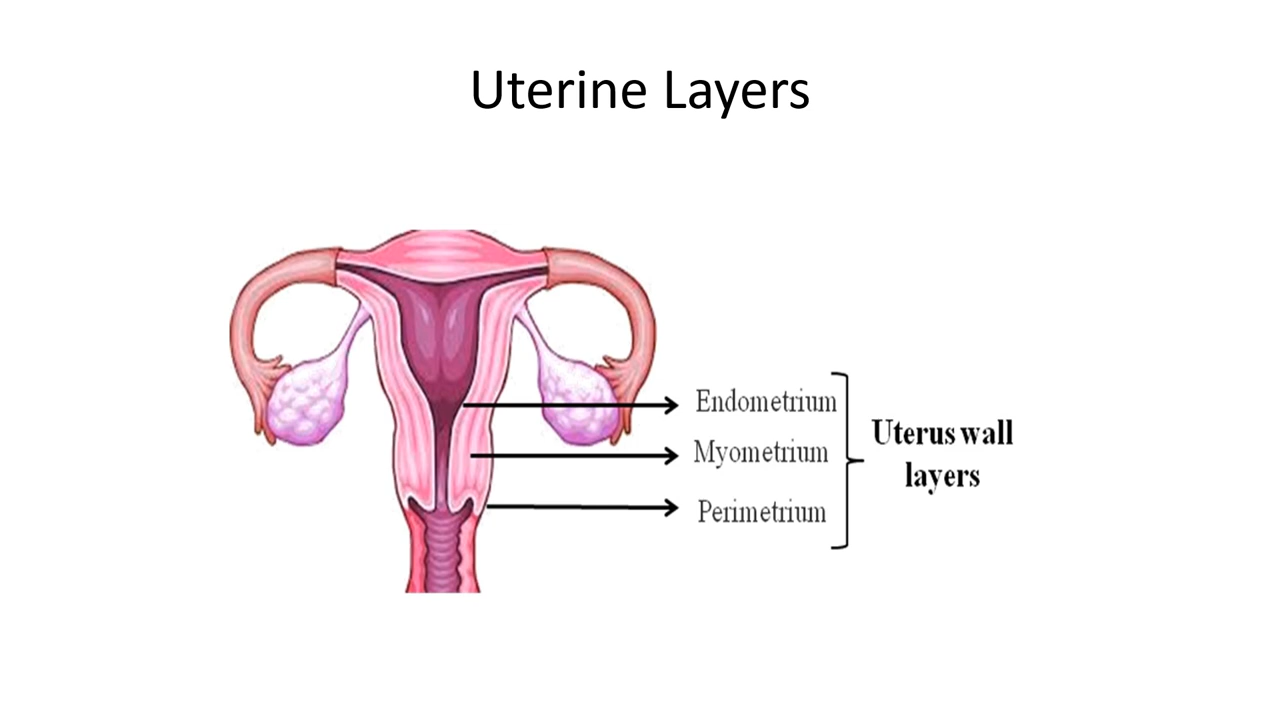 Uterine Layers
Endometrium
Myometrium
Perimetrium
Uterus wall
layers